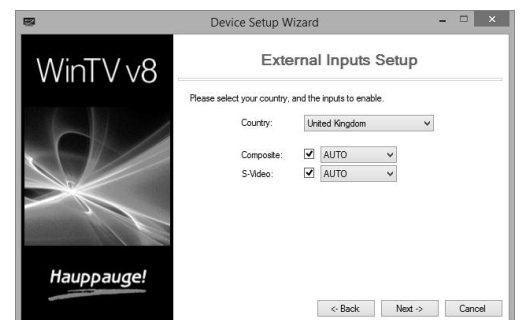 Device Setup Wizard
WinTV v8
External Inputs Setup
Please select your country, and the inputs to enable.
Country: United Kingdom
Composite: AUTO
S-Video: AUTO
Hauppauge!
<- Back Next -> Cancel